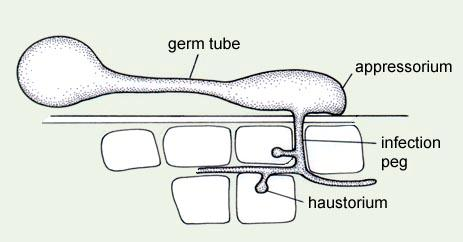 germ tube
appressorium
infection
peg
haustorium